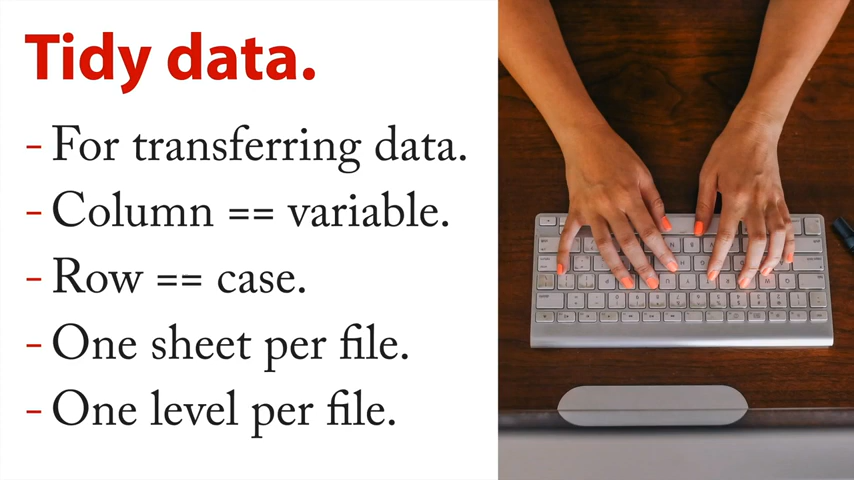 Tidy data.
- For transferring data.
- Column == variable.
- Row == case.
- One sheet per file.
- One level per file.